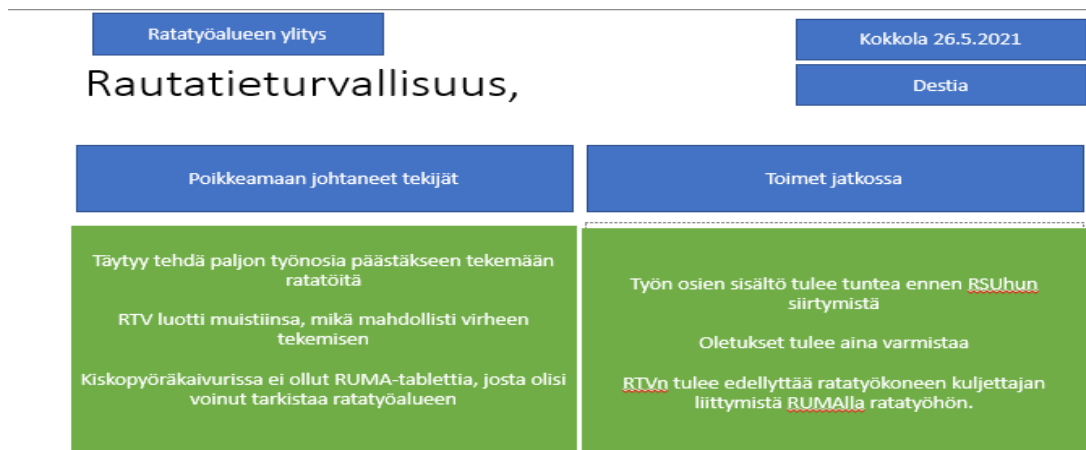 Ratatyöalueen ylitys
Kokkola 26.5.2021
Rautatieturvallisuus,
Destia
Poikkeamaan johtaneet tekijät
Toimet jatkossa
Täytyy tehdä paljon työnosia päästäkseen tekemään
ratatöitä
RTV luotti muistiinsa, mikä mahdollisti virheen
tekemisen
Kiskopyöräkaivurissa ei ollut RUMA-tablettia, josta olisi
voinut tarkistaa ratatyöalueen
Työn osien sisältö tulee tuntea ennen RSUhun
siirtymistä
Oletukset tulee aina varmistaa
RTVn tulee edellyttää ratatyökoneen kuljettajan
liittymistä RUMAlla ratatyöhön.